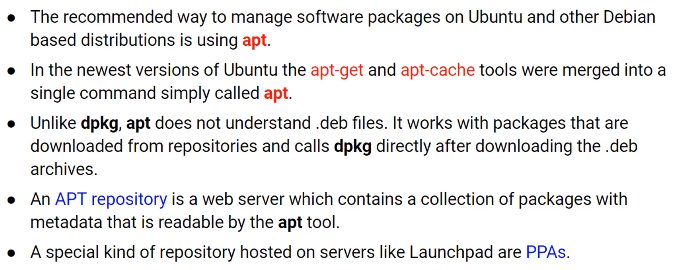 ● The recommended way to manage software packages on Ubuntu and other Debian
based distributions is using apt.
● In the newest versions of Ubuntu the apt-get and apt-cache tools were merged into a
single command simply called apt.
● Unlike dpkg, apt does not understand .deb files. It works with packages that are
downloaded from repositories and calls dpkg directly after downloading the .deb
archives.
● An APT repository is a web server which contains a collection of packages with
metadata that is readable by the apt tool.
● A special kind of repository hosted on servers like Launchpad are PPAs.